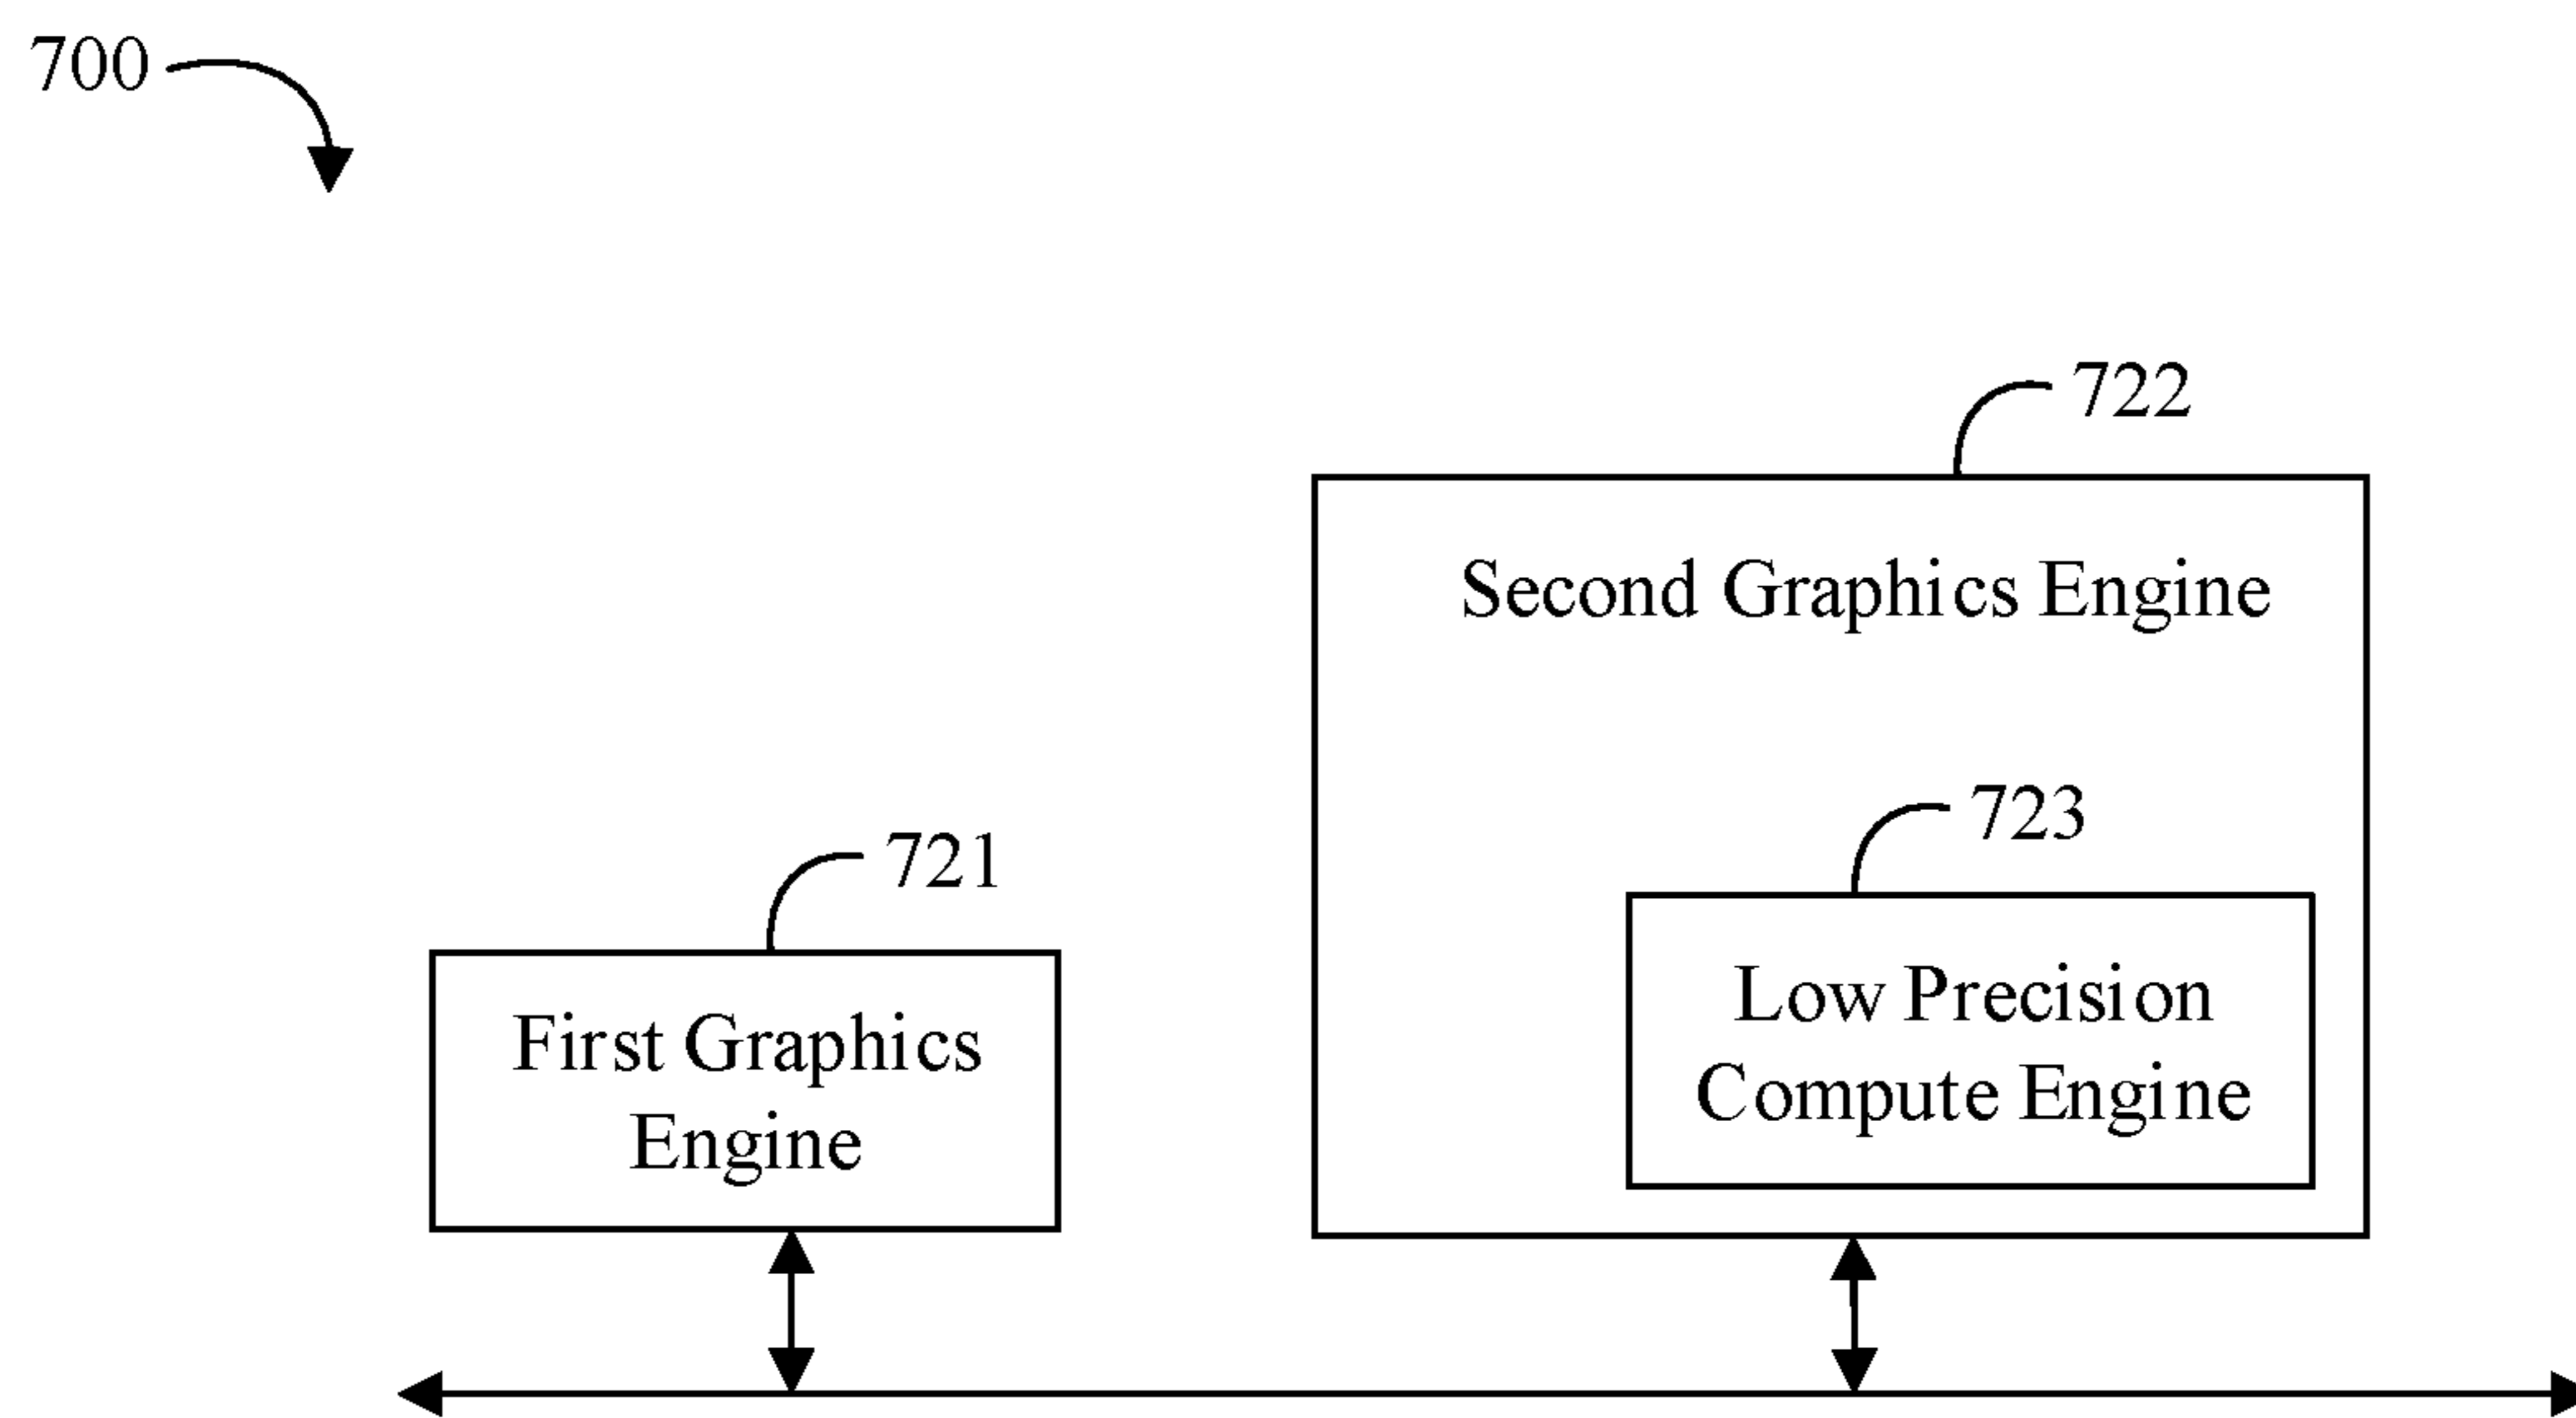 700
722
Second Graphics Engine
723
721
Low Precision
Compute Engine
First Graphics
Engine